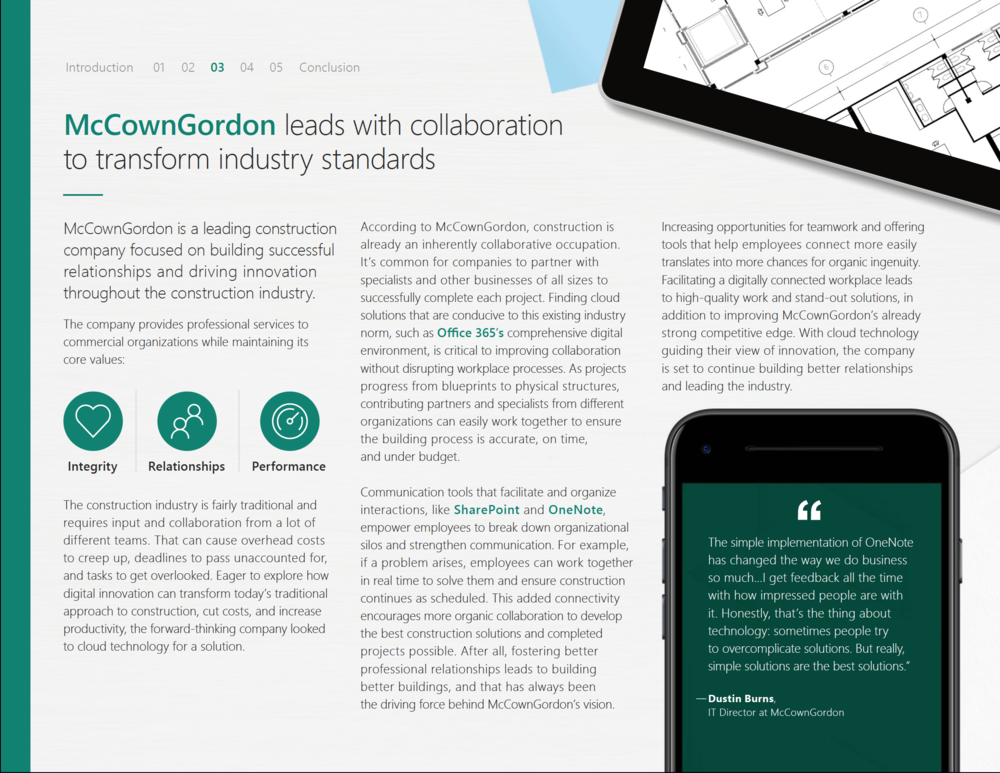 Introduction 01 02 03 04 05 Conclusion
McCownGordon leads with collaboration
to transform industry standards
McCownGordon is a leading construction
company focused on building successful
relationships and driving innovation
throughout the construction industry.
The company provides professional services to
commercial organizations while maintaining its
core values:
Integrity
Relationships
Performance
The construction industry is fairly traditional and
requires input and collaboration from a lot of
different teams. That can cause overhead costs
to creep up, deadlines to pass unaccounted for,
and tasks to get overlooked. Eager to explore how
digital innovation can transform today's traditional
approach to construction, cut costs, and increase
productivity, the forward-thinking company looked
to cloud technology for a solution.
According to McCownGordon, construction is
already an inherently collaborative occupation.
It's common for companies to partner with
specialists and other businesses of all sizes to
successfully complete each project. Finding cloud
solutions that are conducive to this existing industry
norm, such as Office 365's comprehensive digital
environment, is critical to improving collaboration
without disrupting workplace processes. As projects
progress from blueprints to physical structures,
contributing partners and specialists from different
organizations can easily work together to ensure
the building process is accurate, on time,
and under budget.
Communication tools that facilitate and organize
interactions, like SharePoint and OneNote,
empower employees to break down organizational
silos and strengthen communication. For example,
if a problem arises, employees can work together
in real time to solve them and ensure construction
continues as scheduled. This added connectivity
encourages more organic collaboration to develop
the best construction solutions and completed
projects possible. After all, fostering better
professional relationships leads to building
better buildings, and that has always been
the driving force behind McCownGordon's vision.
Increasing opportunities for teamwork and offering
tools that help employees connect more easily
translates into more chances for organic ingenuity.
Facilitating a digitally connected workplace leads
to high-quality work and stand-out solutions, in
addition to improving McCownGordon's already
strong competitive edge. With cloud technology
guiding their view of innovation, the company
is set to continue building better relationships
and leading the industry.
“
The simple implementation of OneNote
has changed the way we do business
so much...I get feedback all the time
with how impressed people are with
it. Honestly, that's the thing about
technology: sometimes people try
to overcomplicate solutions. But really,
simple solutions are the best solutions.”
—Dustin Burns,
IT Director at McCownGordon
7
6